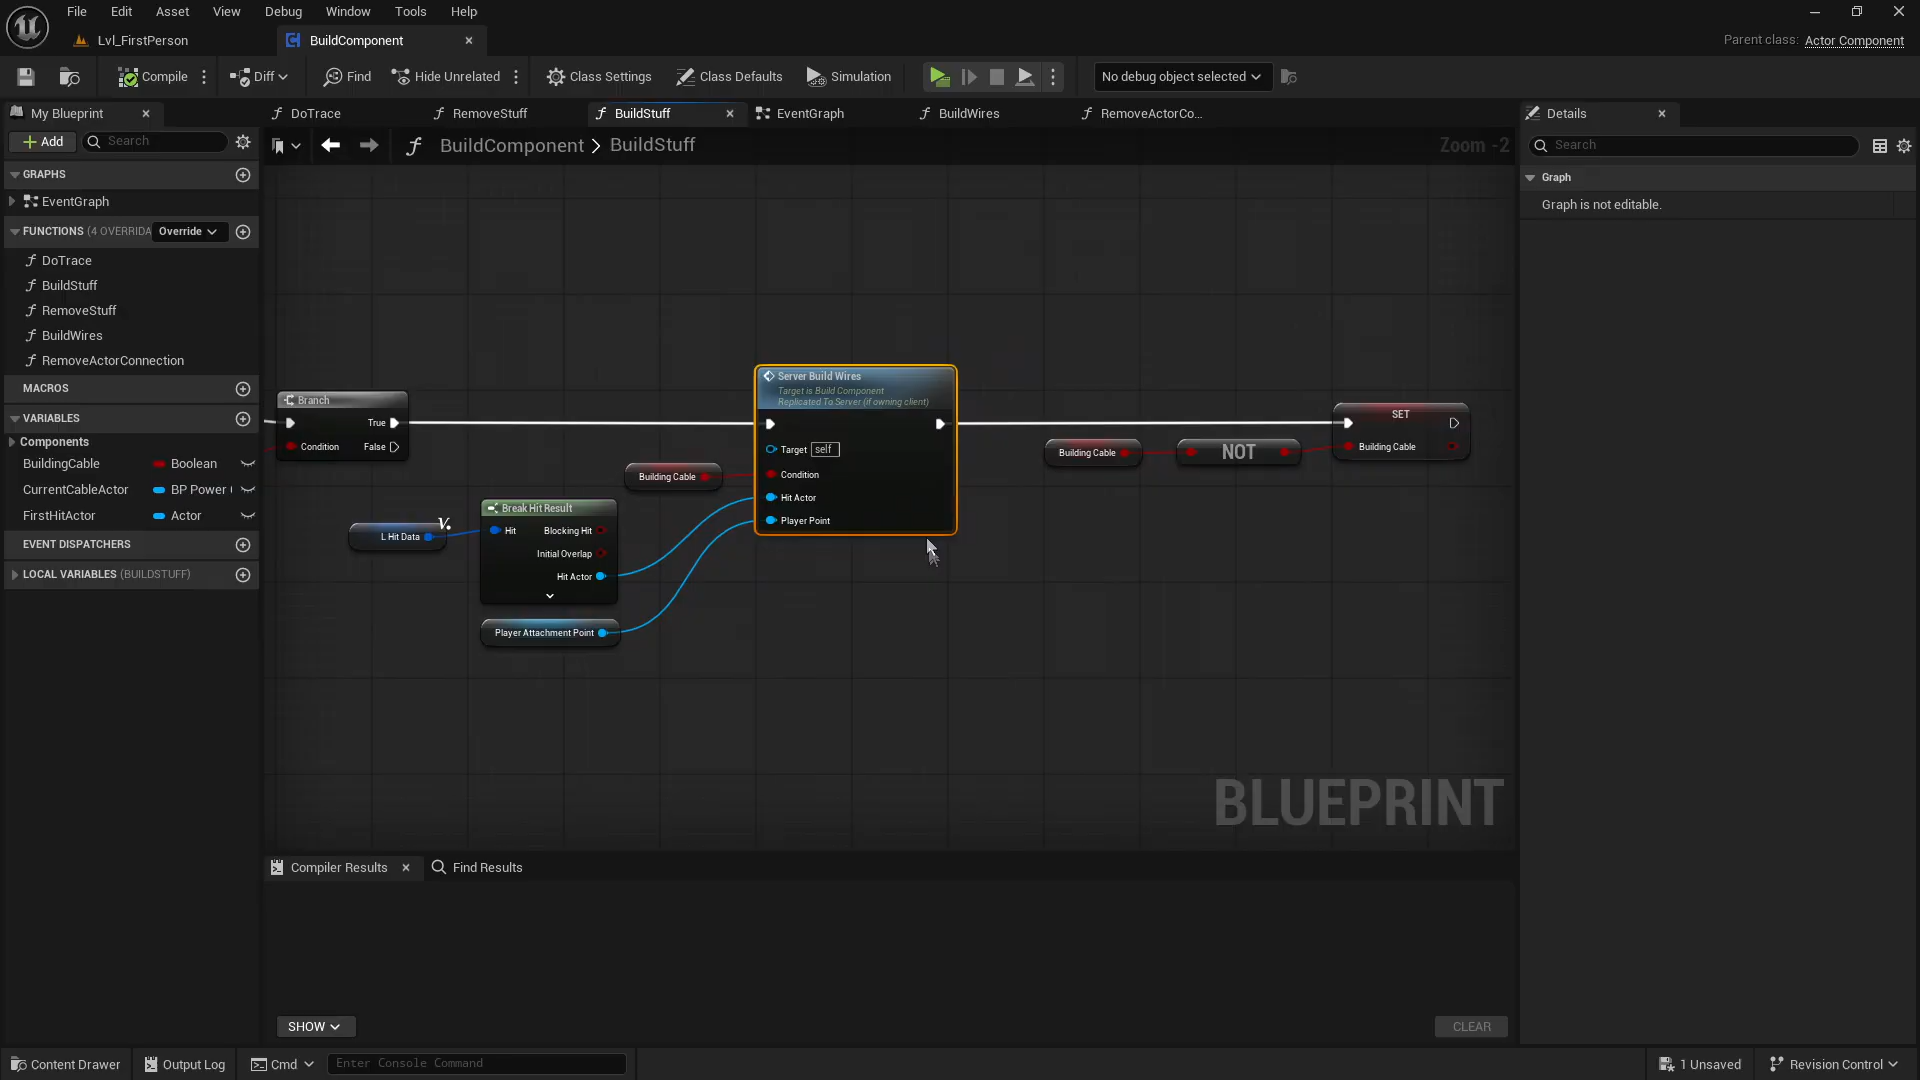 File Edit Asset View Debug Window Tools Help
Lvl_FirstPerson
BuildComponent
Parent class: Actor Component
Compile
Diff
Find
Hide Unrelated
Class Settings
Class Defaults
Simulation
No debug object selected
My Blueprint
DoTrace
RemoveStuff
BuildStuff
EventGraph
BuildWires
RemoveActorCo...
Details
Add
Search
BuildComponent > BuildStuff
Zoom -2
Search
GRAPHS
EventGraph
FUNCTIONS (4 OVERRIDA
Override
DoTrace
BuildStuff
RemoveStuff
BuildWires
RemoveActorConnection
MACROS
VARIABLES
Components
BuildingCable Boolean
CurrentCableActor BP Power
FirstHitActor Actor
EVENT DISPATCHERS
LOCAL VARIABLES (BUILDSTUFF)
Graph
Graph is not editable.
Branch
True
Condition
False
Server Build Wires
Target is Build Component
Replicated To Server (if owning client)
Target self
Condition
Hit Actor
Player Point
Building Cable
L Hit Data
V.
Break Hit Result
Hit
Blocking Hit
Initial Overlap
Hit Actor
Player Attachment Point
Building Cable
NOT
SET
Building Cable
BLUEPRINT
Compiler Results
Find Results
SHOW
CLEAR
Content Drawer
Output Log
Cmd
Enter Console Command
1 Unsaved
Revision Control